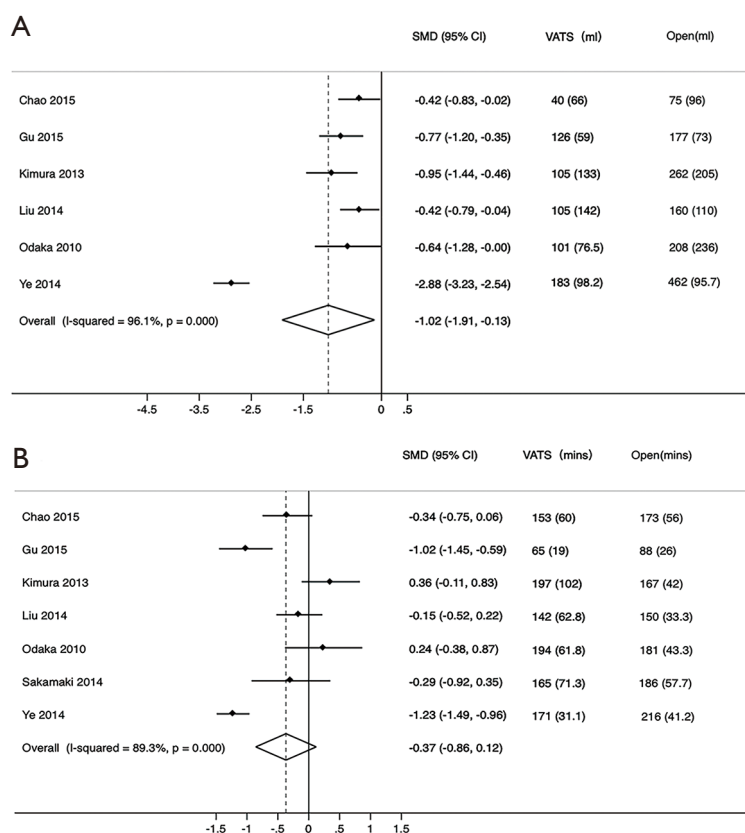 A
SMD (95% CI) VATS (ml) Open(ml)
Chao 2015 -0.42 (-0.83, -0.02) 40 (66) 75 (96)
Gu 2015 -0.77 (-1.20, -0.35) 126 (59) 177 (73)
Kimura 2013 -0.95 (-1.44, -0.46) 105 (133) 262 (205)
Liu 2014 -0.42 (-0.79, -0.04) 105 (142) 160 (110)
Odaka 2010 -0.64 (-1.28, -0.00) 101 (76.5) 208 (236)
Ye 2014 -2.88 (-3.23, -2.54) 183 (98.2) 462 (95.7)
Overall (I-squared = 96.1%, p = 0.000) -1.02 (-1.91, -0.13)
-4.5 -3.5 -2.5 -1.5 0 .5
B
SMD (95% CI) VATS (mins) Open(mins)
Chao 2015 -0.34 (-0.75, 0.06) 153 (60) 173 (56)
Gu 2015 -1.02 (-1.45, -0.59) 65 (19) 88 (26)
Kimura 2013 0.36 (-0.11, 0.83) 197 (102) 167 (42)
Liu 2014 -0.15 (-0.52, 0.22) 142 (62.8) 150 (33.3)
Odaka 2010 0.24 (-0.38, 0.87) 194 (61.8) 181 (43.3)
Sakamaki 2014 -0.29 (-0.92, 0.35) 165 (71.3) 186 (57.7)
Ye 2014 -1.23 (-1.49, -0.96) 171 (31.1) 216 (41.2)
Overall (I-squared = 89.3%, p = 0.000) -0.37 (-0.86, 0.12)
-1.5 -1 -.5 0 1 1.5